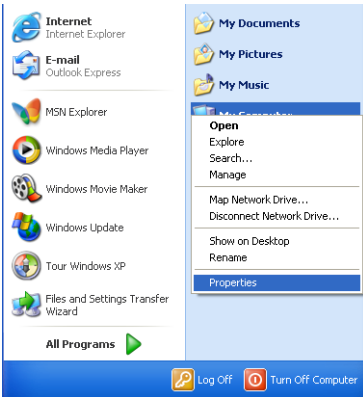 Internet
Internet Explorer
E-mail
Outlook Express
MSN Explorer
Windows Media Player
Windows Movie Maker
Windows Update
Tour Windows XP
Files and Settings Transfer
Wizard
All Programs
My Documents
My Pictures
My Music
My Computer
Open
Explore
Search...
Manage
Map Network Drive...
Disconnect Network Drive...
Show on Desktop
Rename
Properties
Log Off
Turn Off Computer